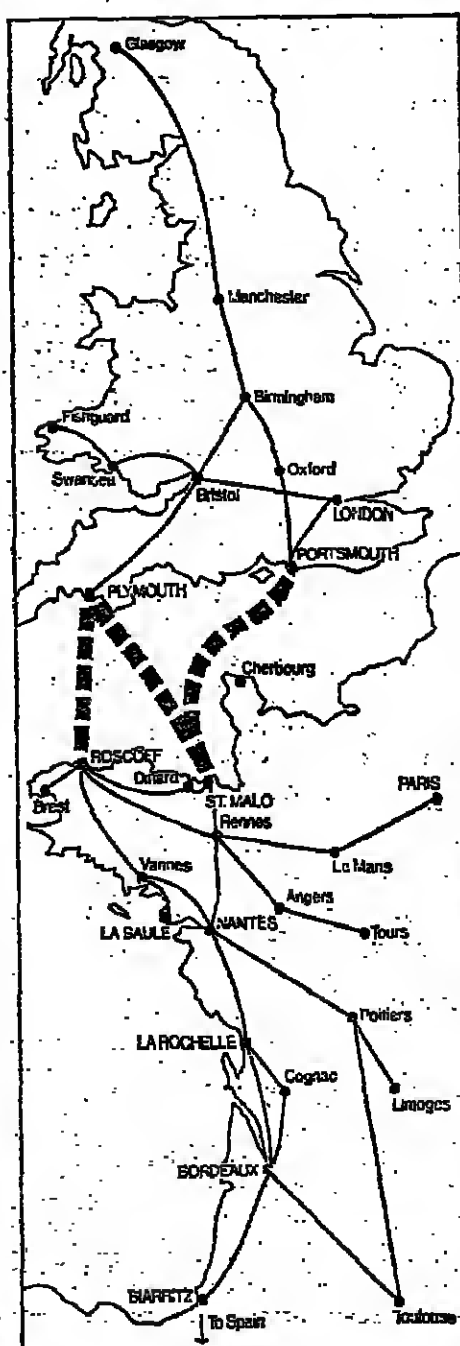 Glasgow
Manchester
Birmingham
Fishguard
Oxford
Swansea
Bristol
LONDON
PORTSMOUTH
PLYMOUTH
Cherbourg
ROSCOFF
Dinard
ST. MALO
PARIS
Brest
Rennes
Le Mans
Vannes
Angers
LA BAULE
NANTES
Tours
Poitiers
LA ROCHELLE
Cognac
Limoges
BORDEAUX
BIARRITZ
To Spain
Toulouse